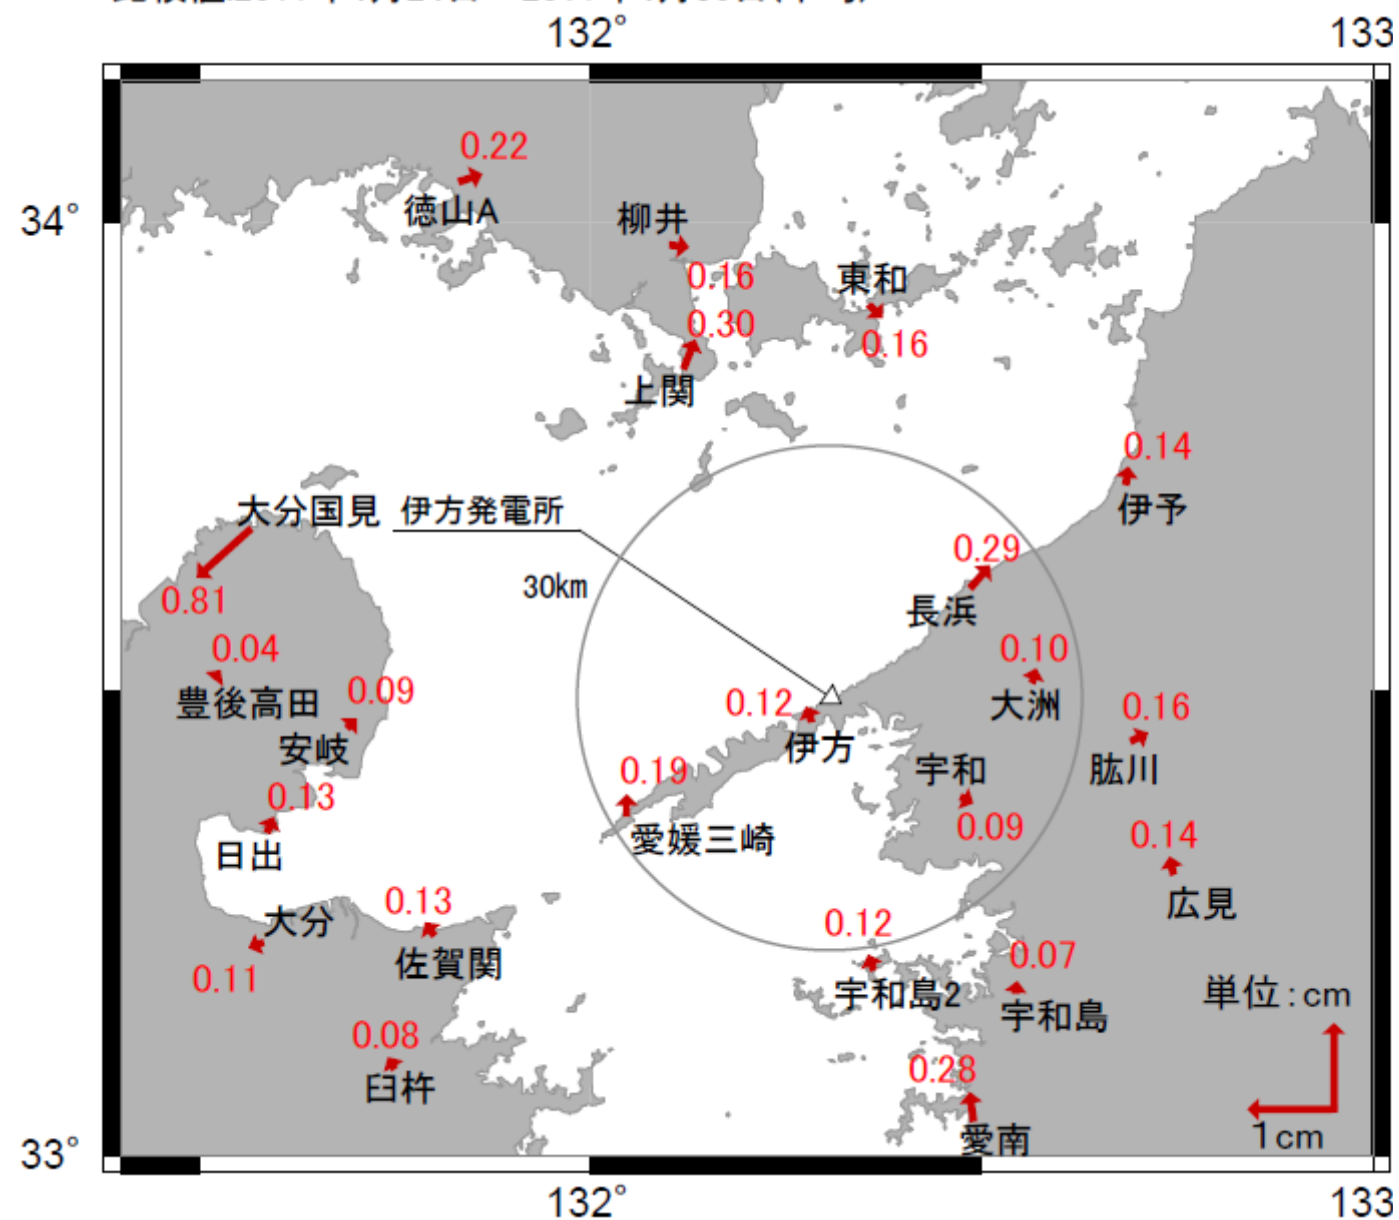 132°
133
0.22
徳山A
34°
柳井
0.16
東和
0.16
0.30
上関
0.14
伊予
大分国見
伊方発電所
0.81
30km
0.29
長浜
0.04
豊後高田
0.09
安岐
0.10
大洲
0.12
伊方
0.16
肱川
宇和
0.09
0.19
愛媛三崎
0.13
日出
0.14
広見
大分
0.11
0.13
佐賀関
0.12
宇和島2
0.07
宇和島
単位:cm
0.08
臼杵
0.28
愛南
1cm
33°
132°
133